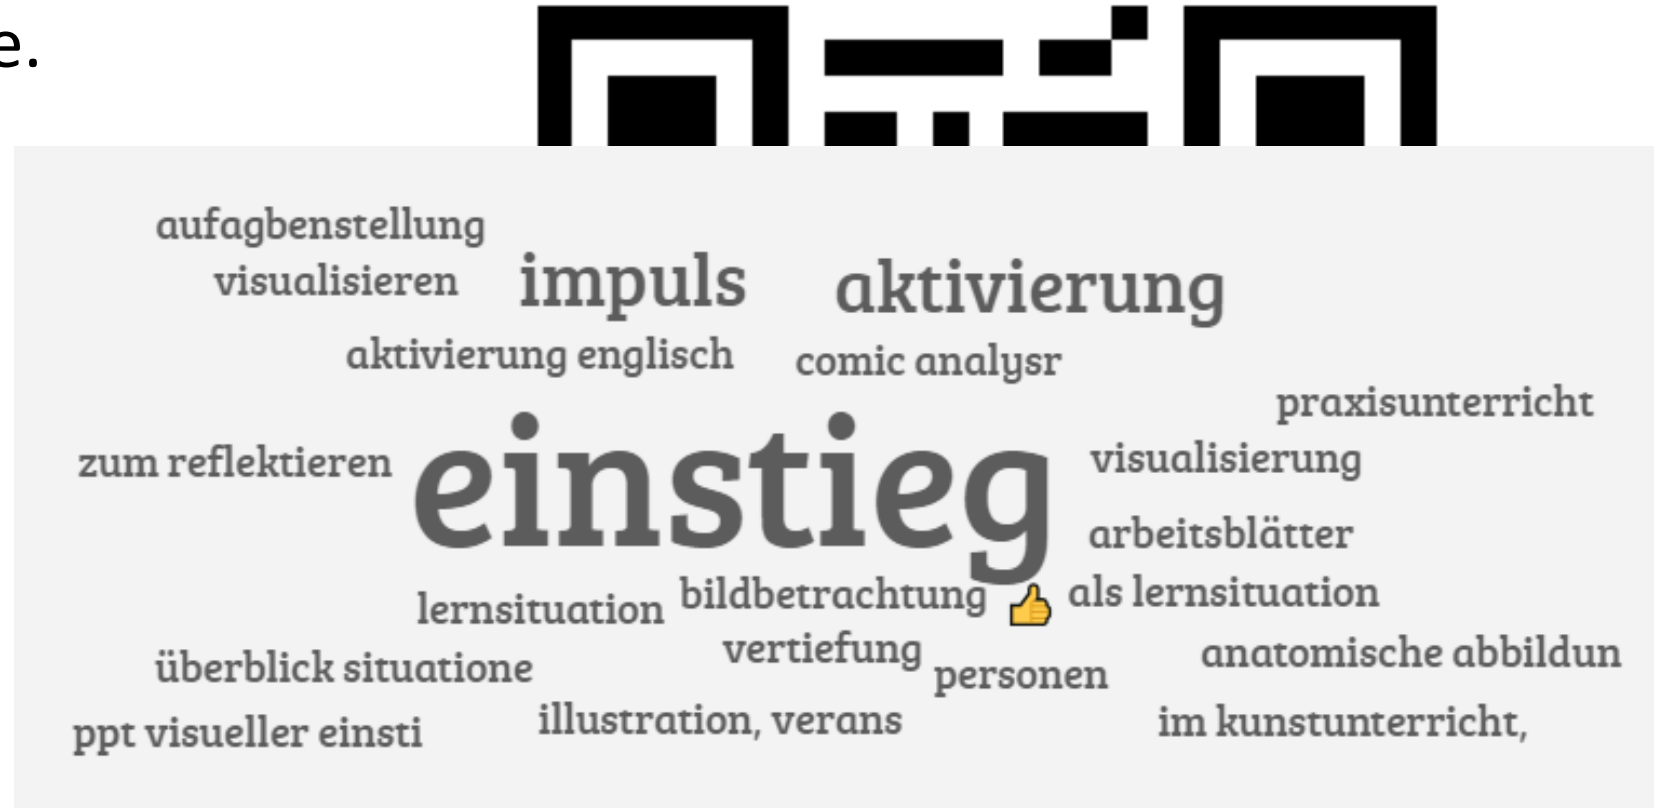 e.
aufagbenstellung
visualisieren
impuls
aktivierung
aktivierung englisch
comic analysr
praxisunterricht
zum reflektieren
einstieg
visualisierung
arbeitsblätter
lernsituation
bildbetrachtung
👍
als lernsituation
vertiefung
überblick situatione
personen
anatomische abbildun
ppt visueller einsti
illustration, verans
im kunstunterricht,